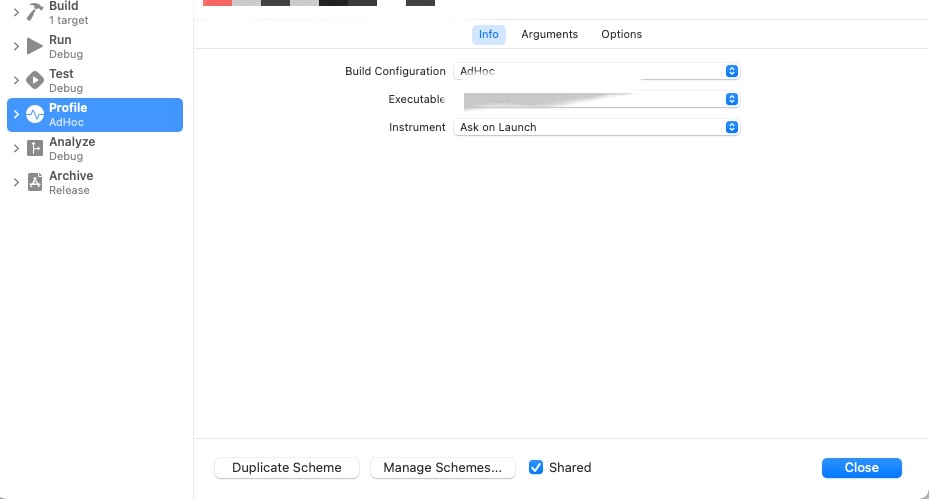 Build
1 target
Run
Debug
Test
Debug
Profile
AdHoc
Analyze
Debug
Archive
Release
Info Arguments Options
Build Configuration AdHoc
Executable
Instrument Ask on Launch
Duplicate Scheme Manage Schemes... Shared Close